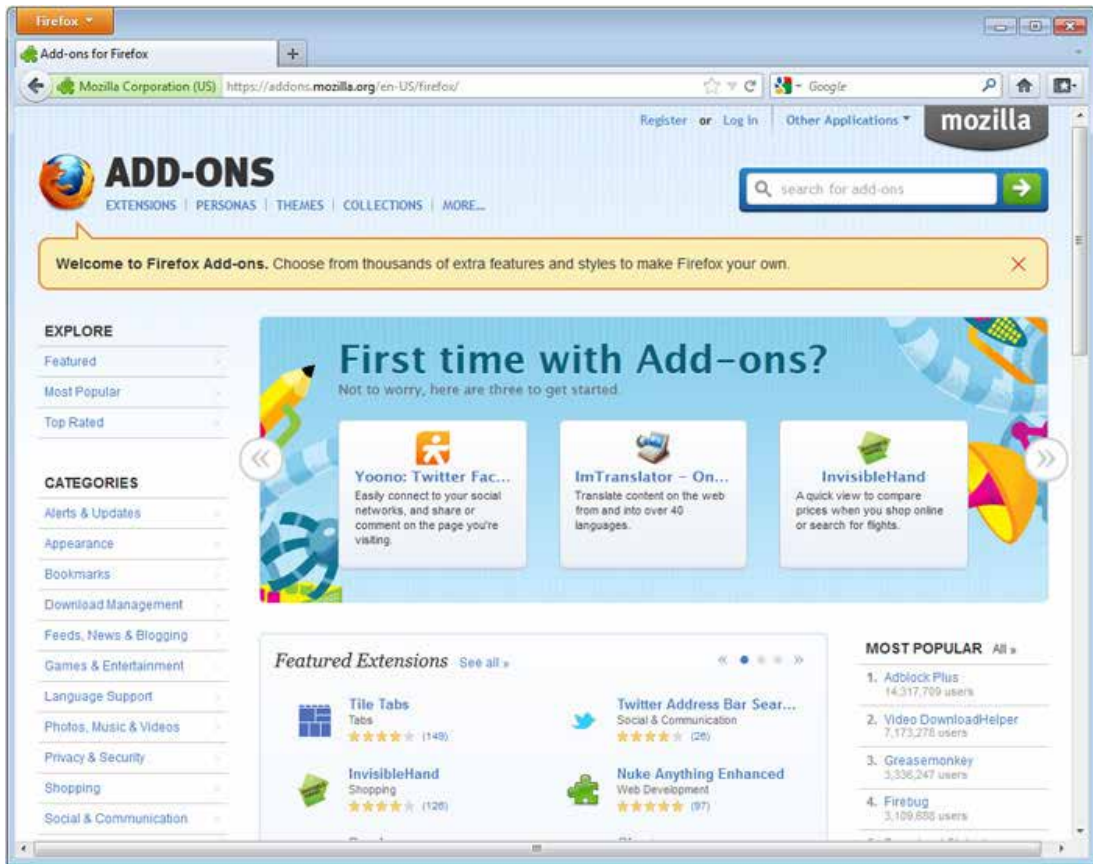 Firefox
Add-ons for Firefox
+
Mozilla Corporation (US) https://addons.mozilla.org/en-US/firefox/
Google
Register or Log in Other Applications
mozilla
ADD-ONS
EXTENSIONS | PERSONAS | THEMES | COLLECTIONS | MORE...
search for add-ons
Welcome to Firefox Add-ons. Choose from thousands of extra features and styles to make Firefox your own.
EXPLORE
Featured
Most Popular
Top Rated
CATEGORIES
Alerts & Updates
Appearance
Bookmarks
Download Management
Feeds, News & Blogging
Games & Entertainment
Language Support
Photos, Music & Videos
Privacy & Security
Shopping
Social & Communication
First time with Add-ons?
Not to worry, here are three to get started.
Yoono: Twitter Fac...
Easily connect to your social
networks, and share or
comment on the page you're
visiting.
ImTranslator - On...
Translate content on the web
from and into over 40
languages.
InvisibleHand
A quick view to compare
prices when you shop online
or search for flights.
Featured Extensions See all »
Tile Tabs
Tabs
(149)
Twitter Address Bar Sear...
Social & Communication
(26)
InvisibleHand
Shopping
(126)
Nuke Anything Enhanced
Web Development
(97)
MOST POPULAR All »
1. Adblock Plus
14,317,709 users
2. Video DownloadHelper
7,173,278 users
3. Greasemonkey
3,336,247 users
4. Firebug
3,109,688 users